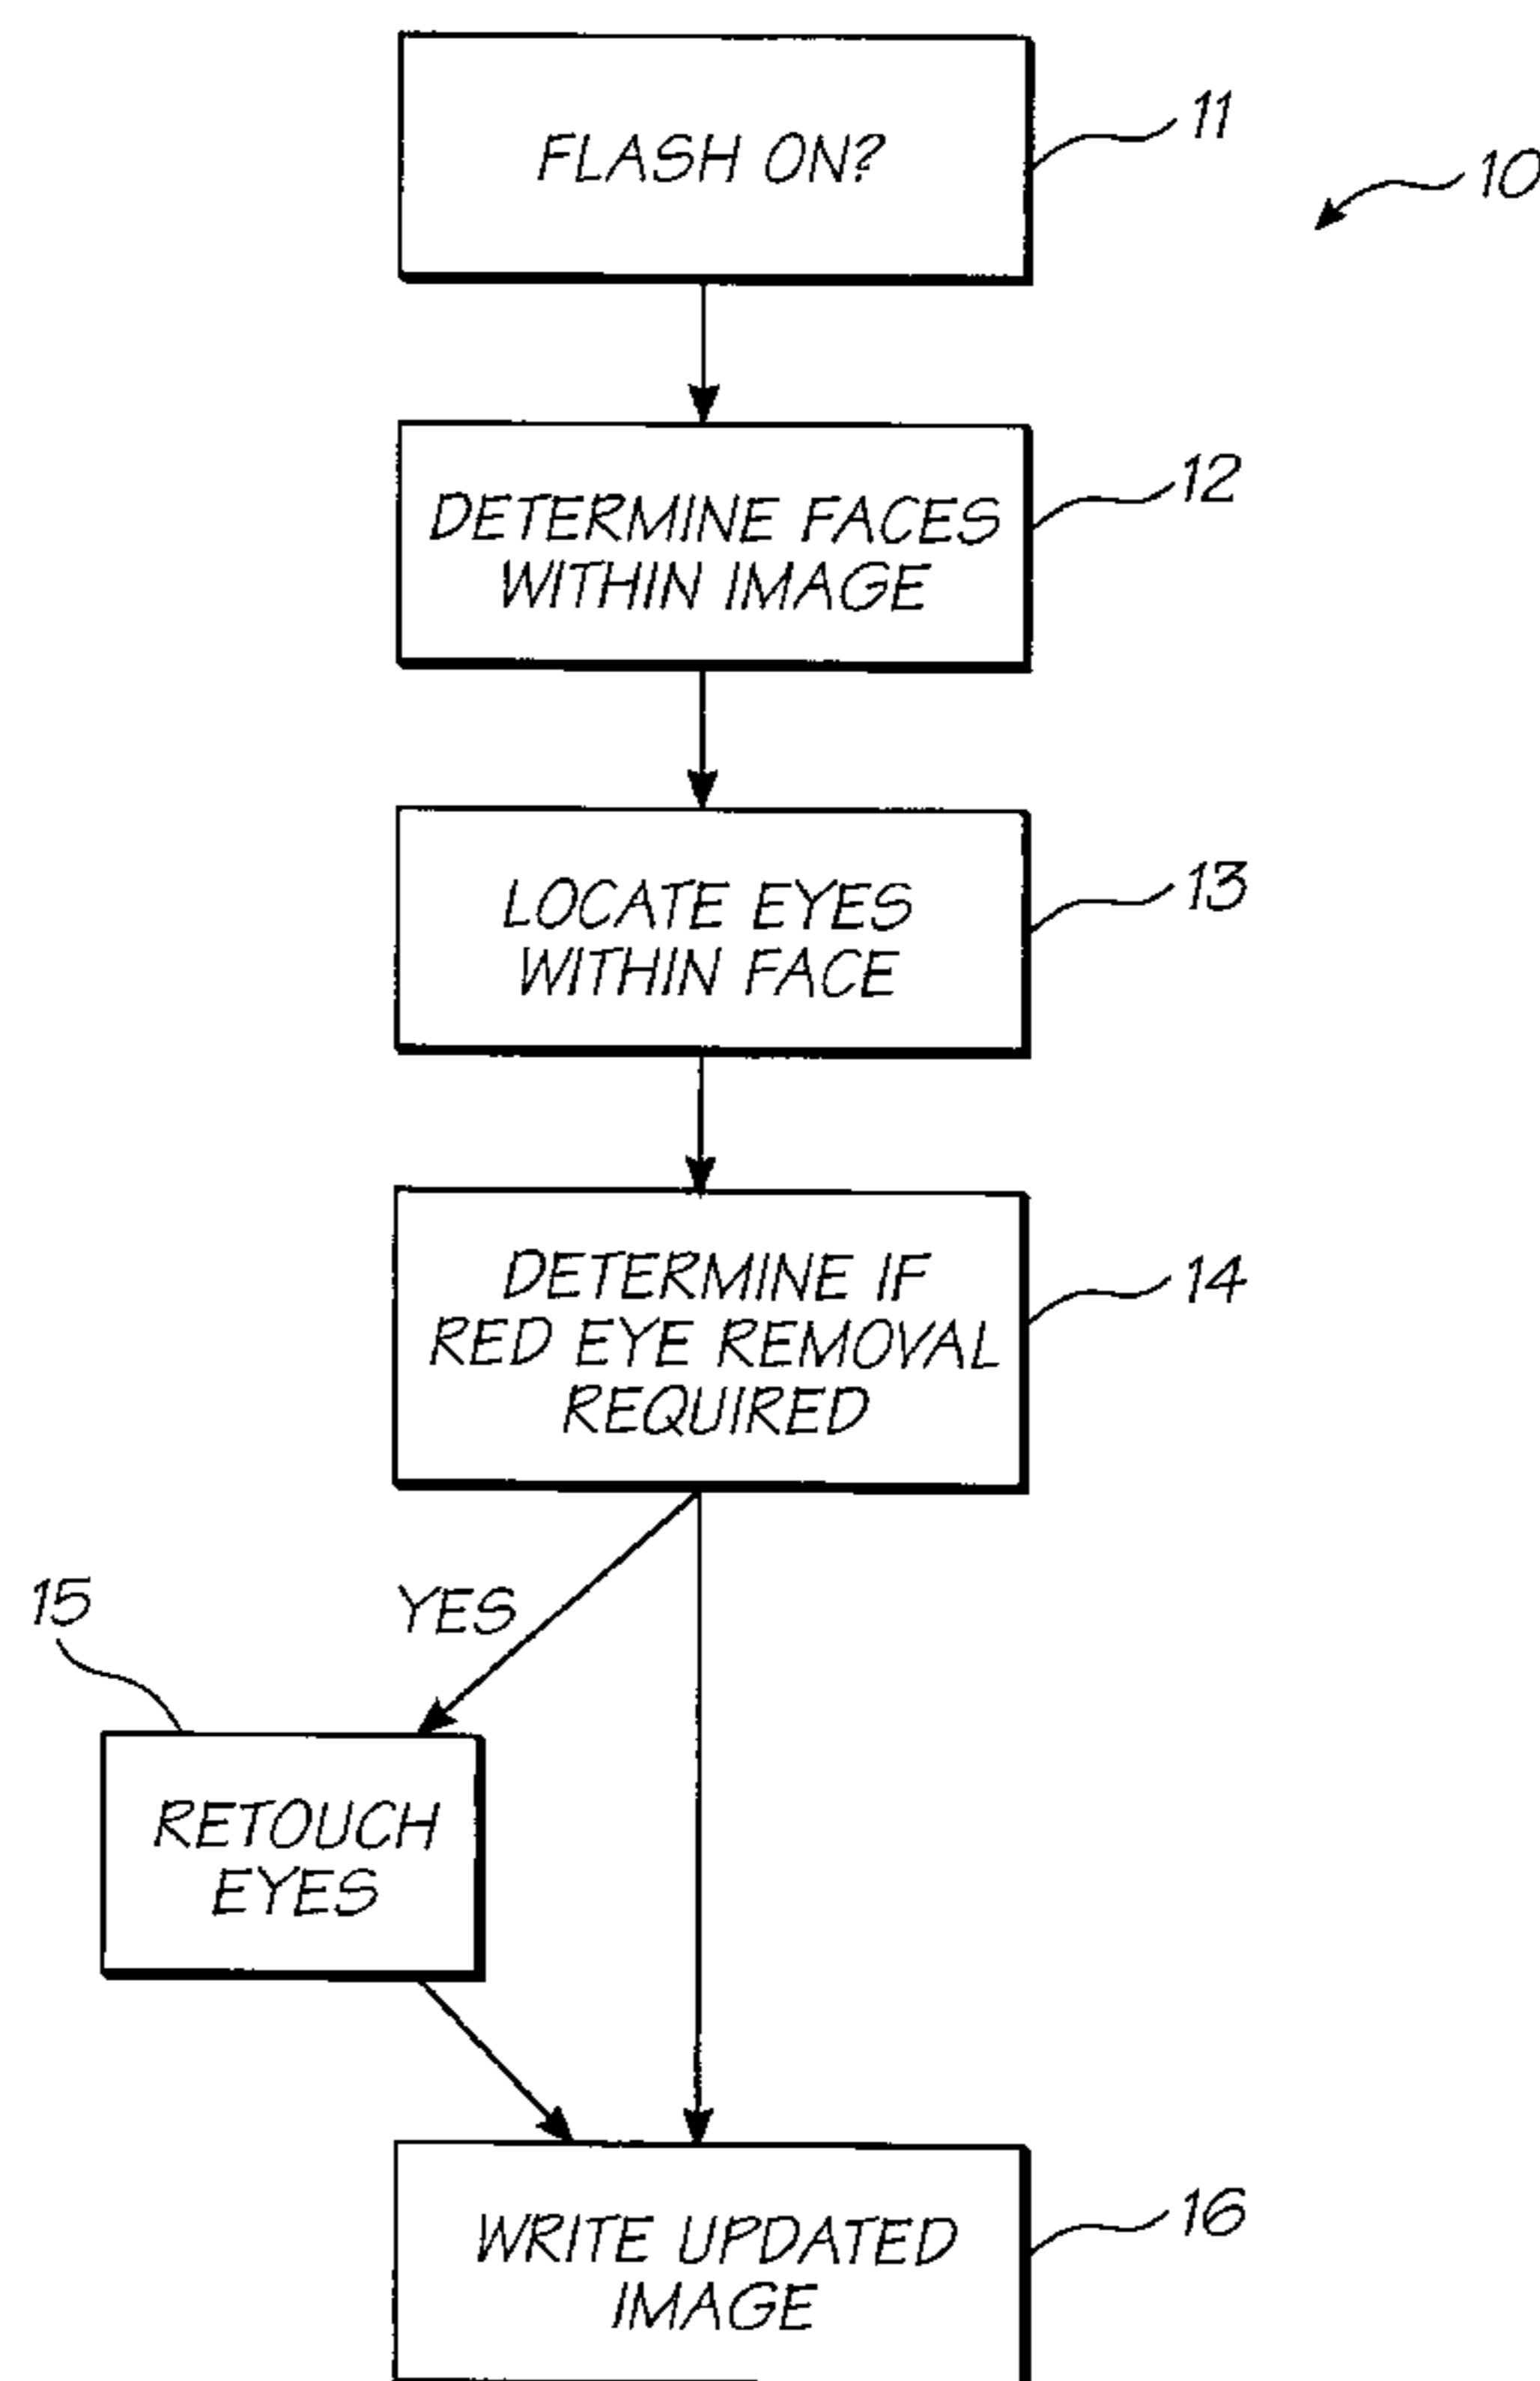 FLASH ON?
11
10
DETERMINE FACES
WITHIN IMAGE
12
LOCATE EYES
WITHIN FACE
13
DETERMINE IF
RED EYE REMOVAL
REQUIRED
14
YES
15
RETOUCH
EYES
WRITE UPDATED
IMAGE
16